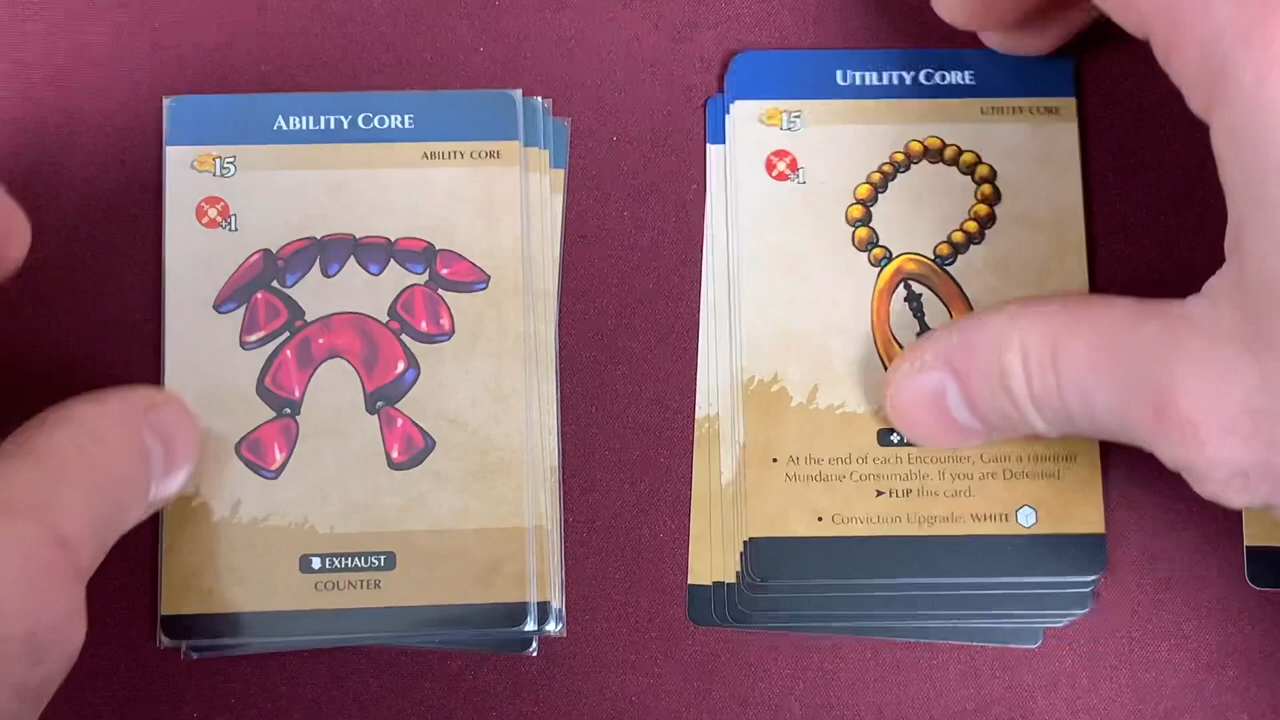 ABILITY CORE
ABILITY CORE
15
+1
EXHAUST
COUNTER
UTILITY CORE
UTILITY CORE
15
+1
• At the end of each Encounter, Gain a random
Mundane Consumable. If you are Defeated
➤FLIP this card.
• Conviction Upgrade: WHITE